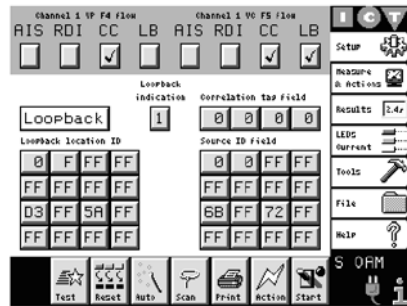 Channel 1 VP F4 flow
Channel 1 VC F5 flow
AIS RDI CC LB AIS RDI CC LB
Loopback indication
1
Correlation tag field
0 0 0 0
Loopback
Loopback location ID
0 F FF FF
FF FF FF FF
D3 FF 5A FF
FF FF FF FF
Source ID field
0 0 FF FF
FF FF FF FF
6B FF 72 FF
FF FF FF FF
I C T
Setup
Measure
& Actions
Results
2.4
LEDS
Current
Tools
File
Help
S OAM
Test Reset Auto Scan Print Action Start